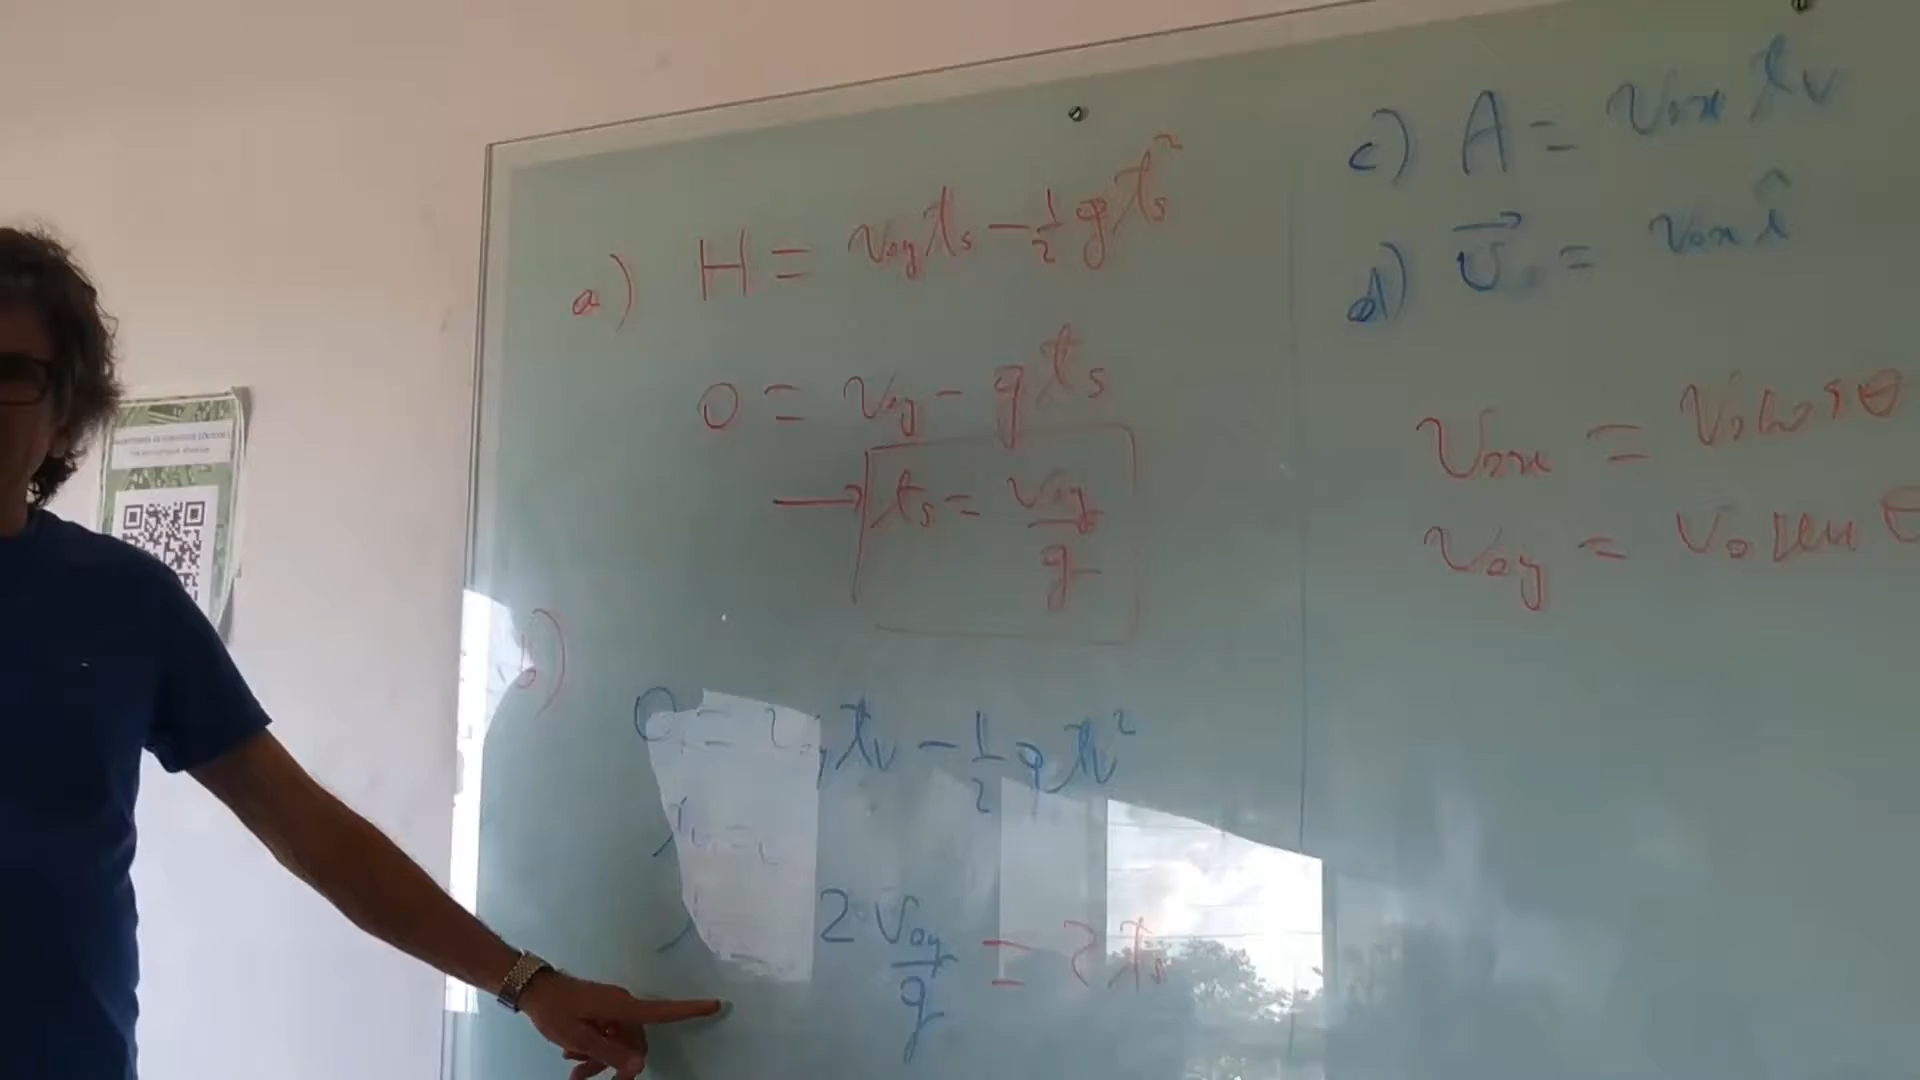 a) H = v₀y tₛ - 1/2 g tₛ²
0 = v₀y - g tₛ
→ tₛ = v₀y/g
b)
0 = v₀y tᵥ - 1/2 g tᵥ²
2 v₀y/g = 2 tₛ
c) A = v₀x tᵥ
d) v⃗ = v₀x î
v₀x = v₀ cos θ
v₀y = v₀ sen θ